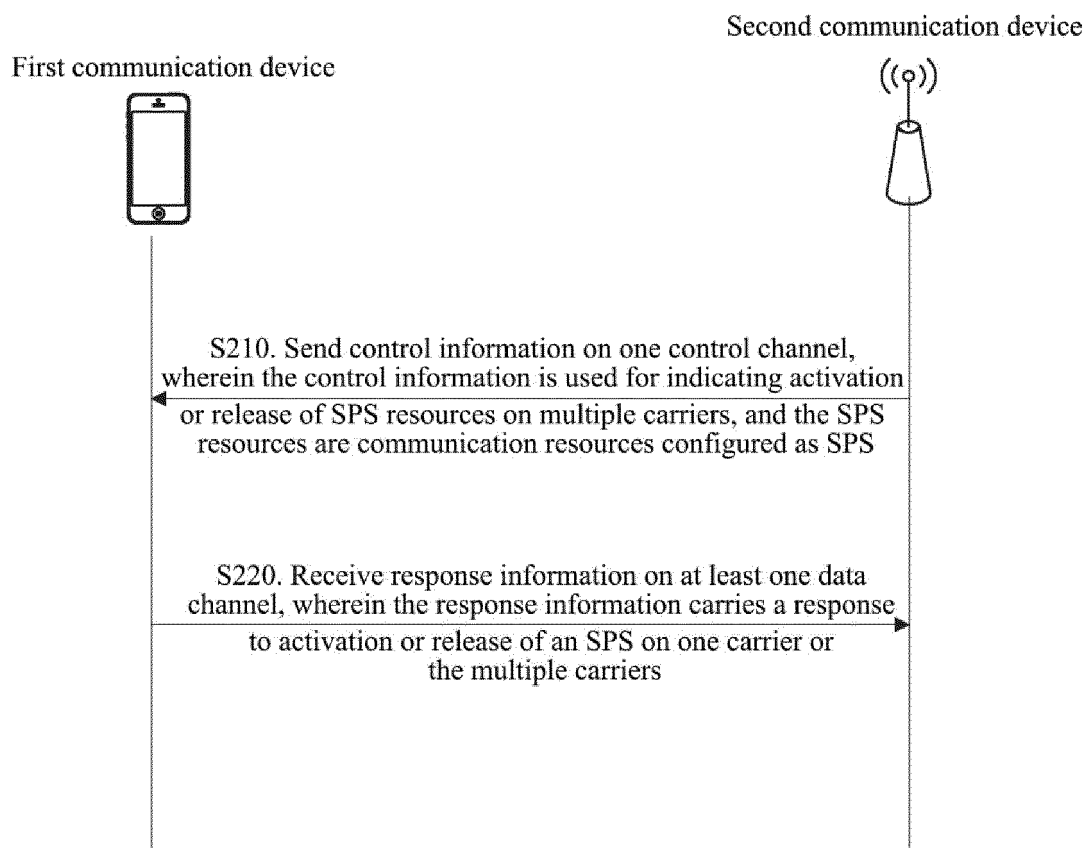 Second communication device
First communication device
S210. Send control information on one control channel,
wherein the control information is used for indicating activation
or release of SPS resources on multiple carriers, and the SPS
resources are communication resources configured as SPS
S220. Receive response information on at least one data
channel, wherein the response information carries a response
to activation or release of an SPS on one carrier or
the multiple carriers